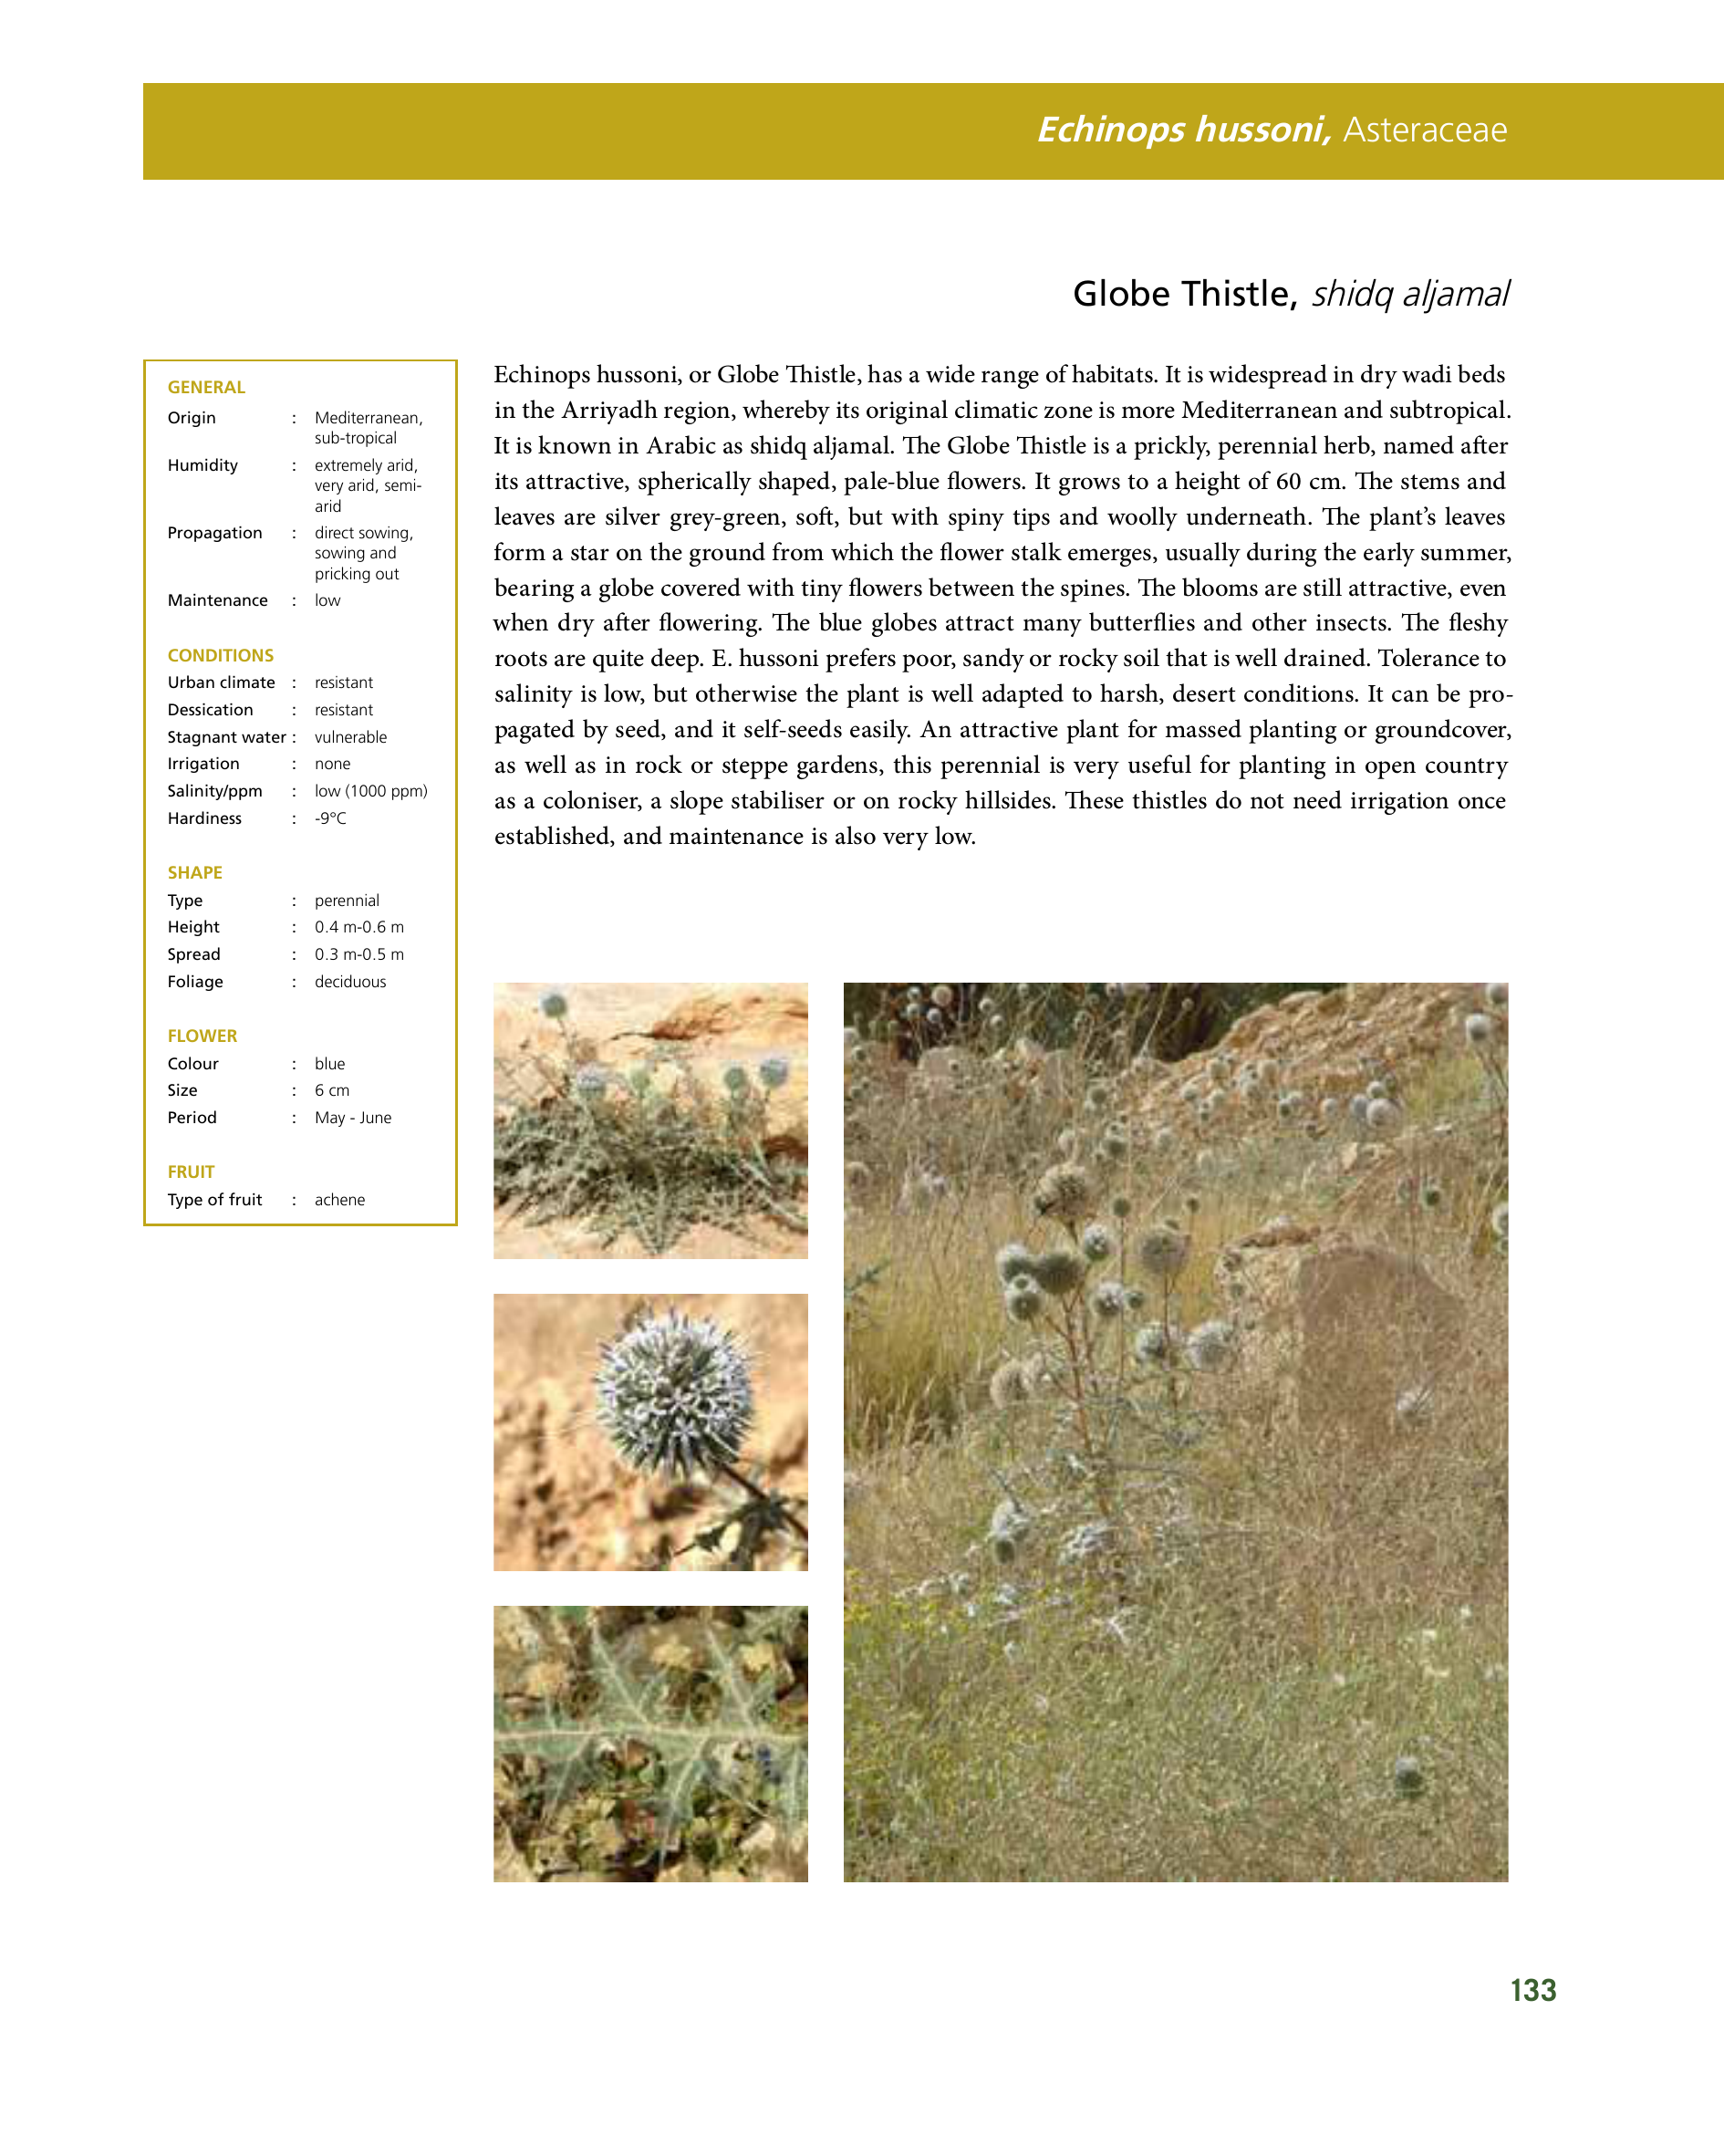 Echinops hussoni, Asteraceae
Globe Thistle, shidq aljamal
GENERAL
Origin : Mediterranean,
sub-tropical
Humidity : extremely arid,
very arid, semi-
arid
Propagation : direct sowing,
sowing and
pricking out
Maintenance : low
CONDITIONS
Urban climate : resistant
Dessication : resistant
Stagnant water : vulnerable
Irrigation : none
Salinity/ppm : low (1000 ppm)
Hardiness : -9°C
SHAPE
Type : perennial
Height : 0.4 m-0.6 m
Spread : 0.3 m-0.5 m
Foliage : deciduous
FLOWER
Colour : blue
Size : 6 cm
Period : May - June
FRUIT
Type of fruit : achene
Echinops hussoni, or Globe Thistle, has a wide range of habitats. It is widespread in dry wadi beds
in the Arriyadh region, whereby its original climatic zone is more Mediterranean and subtropical.
It is known in Arabic as shidq aljamal. The Globe Thistle is a prickly, perennial herb, named after
its attractive, spherically shaped, pale-blue flowers. It grows to a height of 60 cm. The stems and
leaves are silver grey-green, soft, but with spiny tips and woolly underneath. The plant's leaves
form a star on the ground from which the flower stalk emerges, usually during the early summer,
bearing a globe covered with tiny flowers between the spines. The blooms are still attractive, even
when dry after flowering. The blue globes attract many butterflies and other insects. The fleshy
roots are quite deep. E. hussoni prefers poor, sandy or rocky soil that is well drained. Tolerance to
salinity is low, but otherwise the plant is well adapted to harsh, desert conditions. It can be pro-
pagated by seed, and it self-seeds easily. An attractive plant for massed planting or groundcover,
as well as in rock or steppe gardens, this perennial is very useful for planting in open country
as a coloniser, a slope stabiliser or on rocky hillsides. These thistles do not need irrigation once
established, and maintenance is also very low.
133